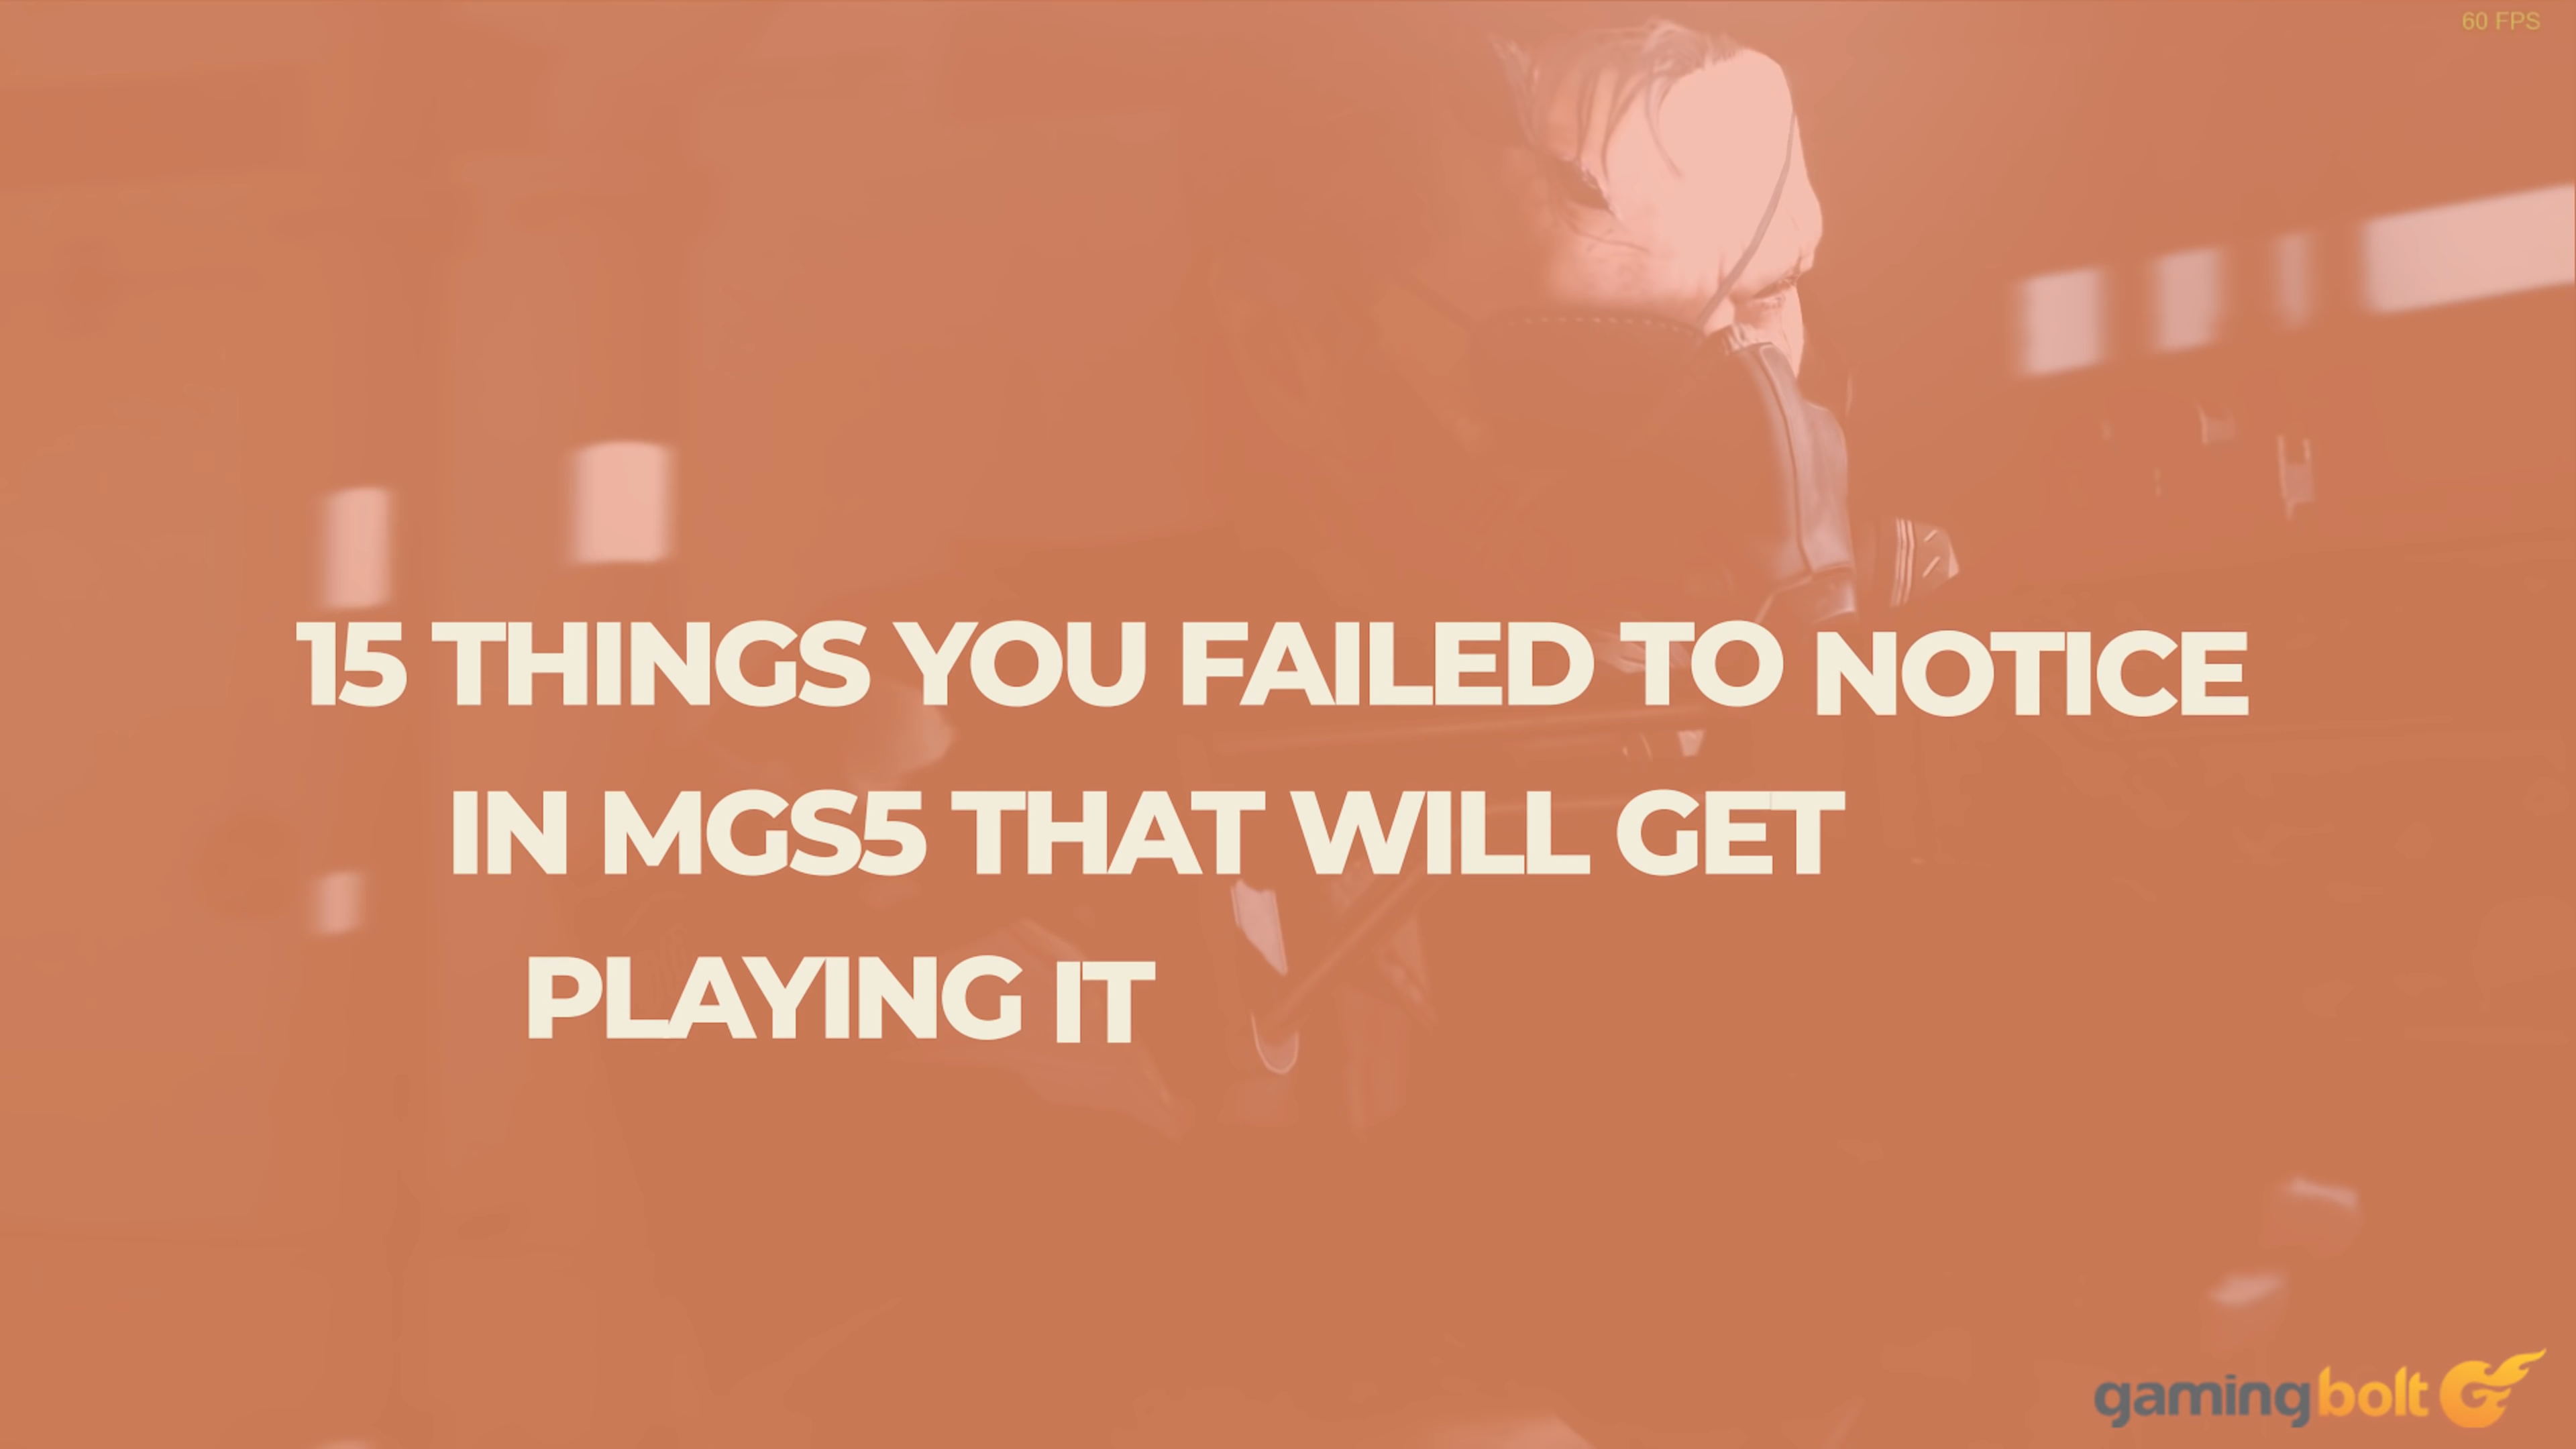 60 FPS
15 THINGS YOU FAILED TO NOTICE
IN MGS5 THAT WILL GET
PLAYING IT
gamingbolt